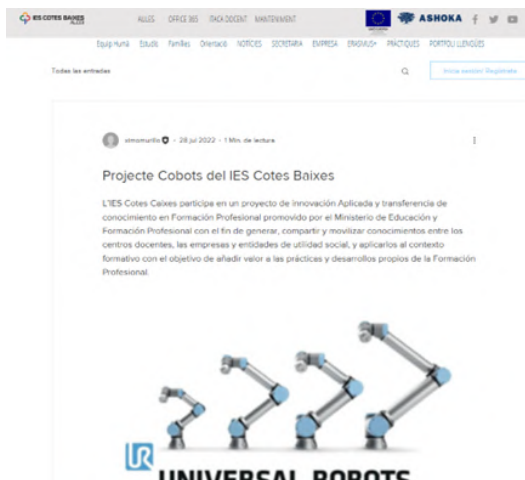 IES COTES BAIXES
ALCOI
AULES OFFICE 365 ITACA DOCENT MANTENIMENT
ASHOKA
Equip Humà Estudis Famílies Orientació NOTÍCIES SECRETARIA EMPRESA ERASMUS+ PRÀCTIQUES PORTFOLI LLENGÜES
Todas las entradas
Inicia sesión/ Regístrate
simomurillo · 28 jul 2022 · 1 Min. de lectura
Projecte Cobots del IES Cotes Baixes
L'IES Cotes Caixes participa en un proyecto de innovación Aplicada y transferencia de
conocimiento en Formación Profesional promovido por el Ministerio de Educación y
Formación Profesional con el fin de generar, compartir y movilizar conocimientos entre los
centros docentes, las empresas y entidades de utilidad social, y aplicarlos al contexto
formativo con el objetivo de añadir valor a las prácticas y desarrollos propios de la Formación
Profesional.
UR
UNIVERSAL ROBOTS